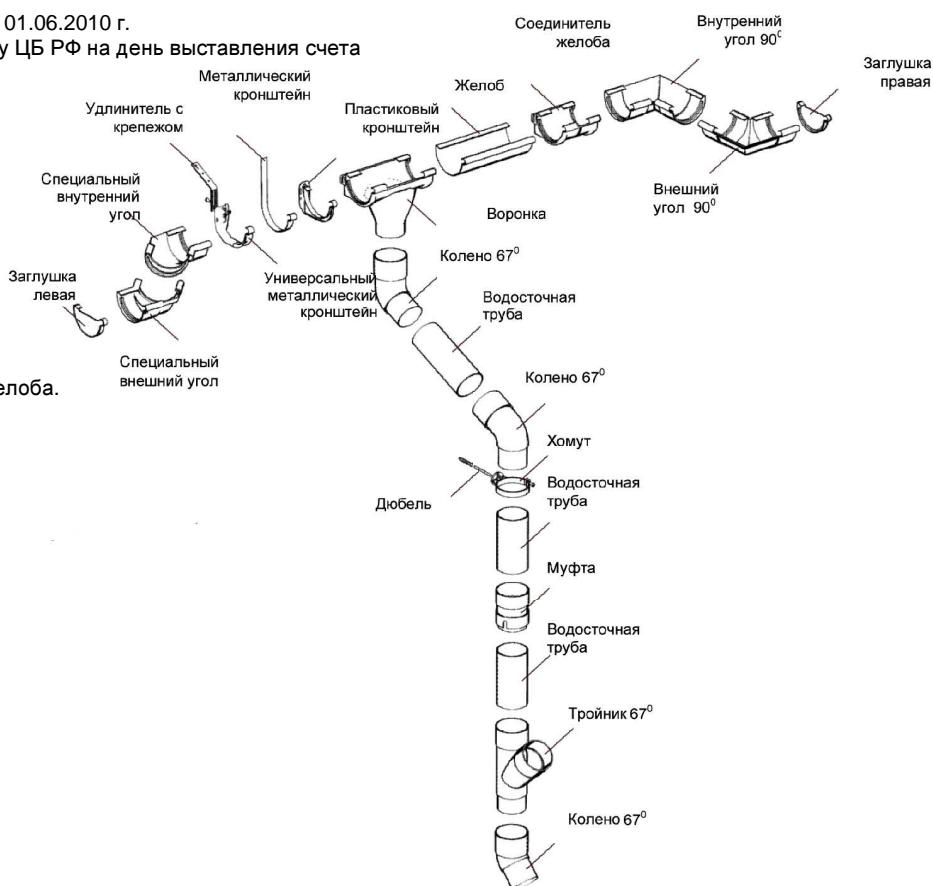 01.06.2010 г.
у ЦБ РФ на день выставления счета
Соединитель
желоба
Внутренний
угол 90⁰
Заглушка
правая
Металлический
кронштейн
Желоб
Удлинитель с
крепежом
Пластиковый
кронштейн
Специальный
внутренний
угол
Внешний
угол 90⁰
Воронка
Колено 67⁰
Заглушка
левая
Универсальный
металлический
кронштейн
Водосточная
труба
Специальный
внешний угол
Колено 67⁰
елоба.
Хомут
Дюбель
Водосточная
труба
Муфта
Водосточная
труба
Тройник 67⁰
Колено 67⁰